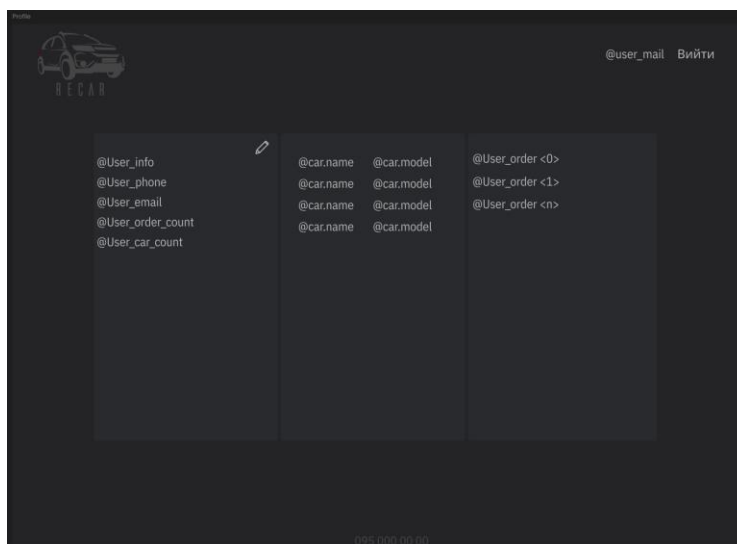 Profile
@user_mail Выйти
RECAR
@User_info
@User_phone
@User_email
@User_order_count
@User_car_count
@car.name @car.model
@car.name @car.model
@car.name @car.model
@car.name @car.model
@User_order <0>
@User_order <1>
@User_order <n>
095 000 00 00